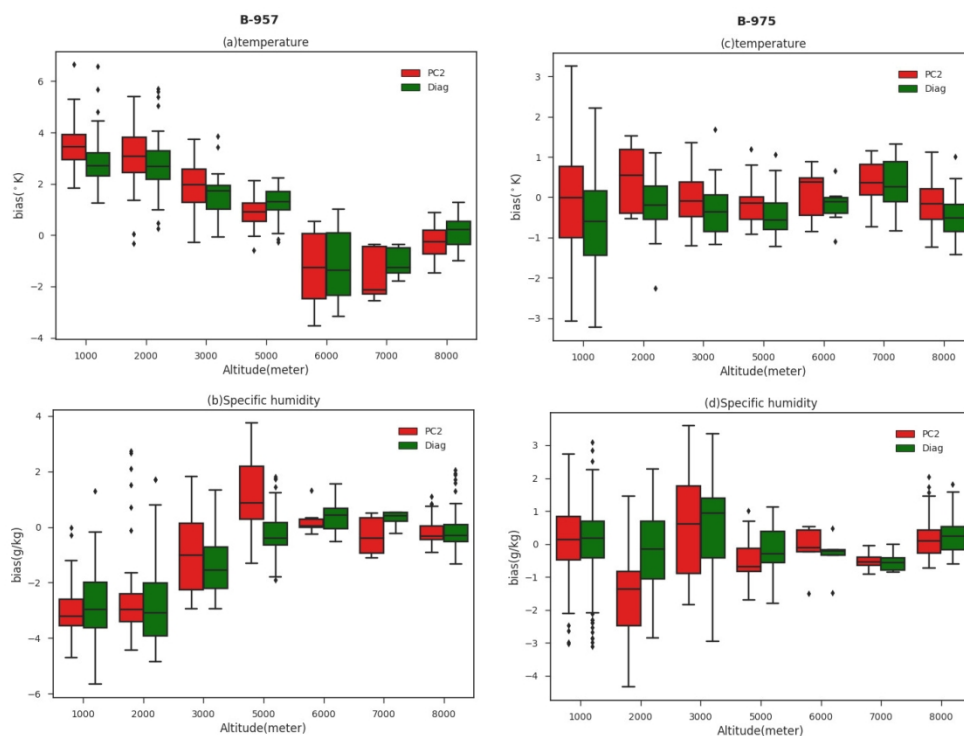 B-957
(a)temperature
PC2
Diag
bias(°K)
6
4
2
0
−2
−4
1000 2000 3000 5000 6000 7000 8000
Altitude(meter)
B-975
(c)temperature
PC2
Diag
bias(°K)
3
2
1
0
−1
−2
−3
1000 2000 3000 5000 6000 7000 8000
Altitude(meter)
(b)Specific humidity
PC2
Diag
bias(g/kg)
4
2
0
−2
−4
−6
1000 2000 3000 5000 6000 7000 8000
Altitude(meter)
(d)Specific humidity
PC2
Diag
bias(g/kg)
3
2
1
0
−1
−2
−3
−4
1000 2000 3000 5000 6000 7000 8000
Altitude(meter)